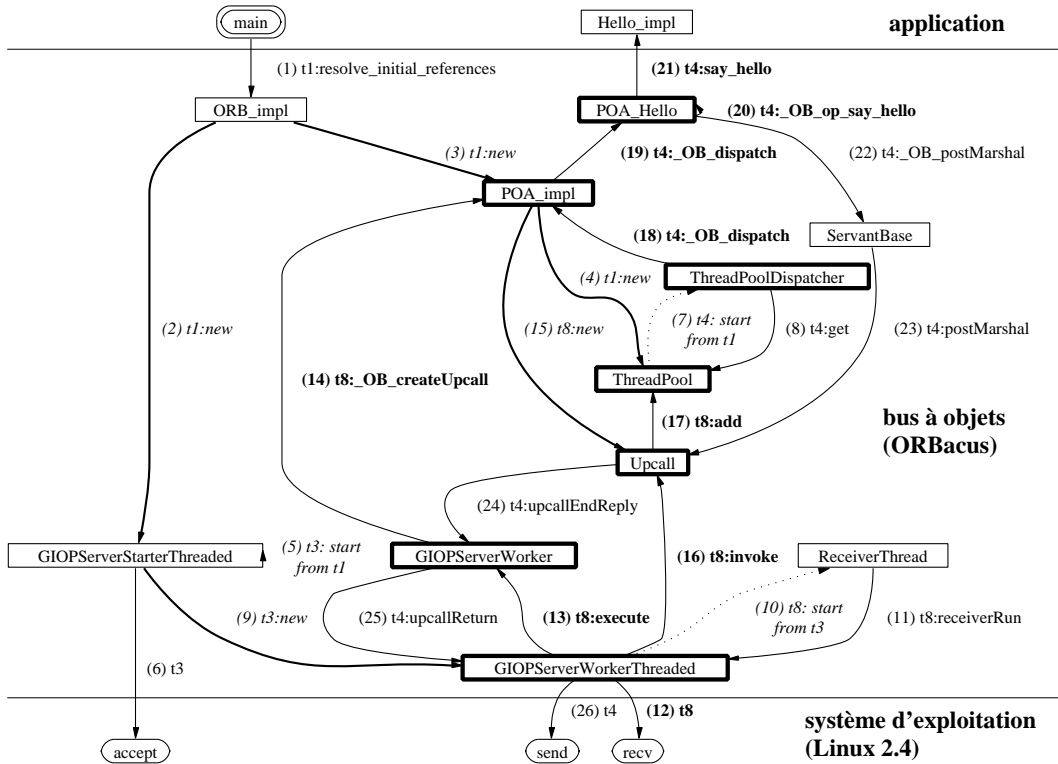 main
Hello_impl
application
(1) t1:resolve_initial_references
(21) t4:say_hello
ORB_impl
POA_Hello
(20) t4:_OB_op_say_hello
(3) t1:new
(19) t4:_OB_dispatch
(22) t4:_OB_postMarshal
POA_impl
(18) t4:_OB_dispatch
ServantBase
(4) t1:new
ThreadPoolDispatcher
(2) t1:new
(15) t8:new
(7) t4: start
from t1
(8) t4:get
(23) t4:postMarshal
(14) t8:_OB_createUpcall
ThreadPool
(17) t8:add
bus à objets
(ORBacus)
Upcall
(24) t4:upcallEndReply
GIOPServerStarterThreaded
(5) t3: start
from t1
GIOPServerWorker
(16) t8:invoke
ReceiverThread
(9) t3:new
(25) t4:upcallReturn
(13) t8:execute
(10) t8: start
from t3
(11) t8:receiverRun
(6) t3
GIOPServerWorkerThreaded
(26) t4
(12) t8
système d'exploitation
(Linux 2.4)
accept
send
recv